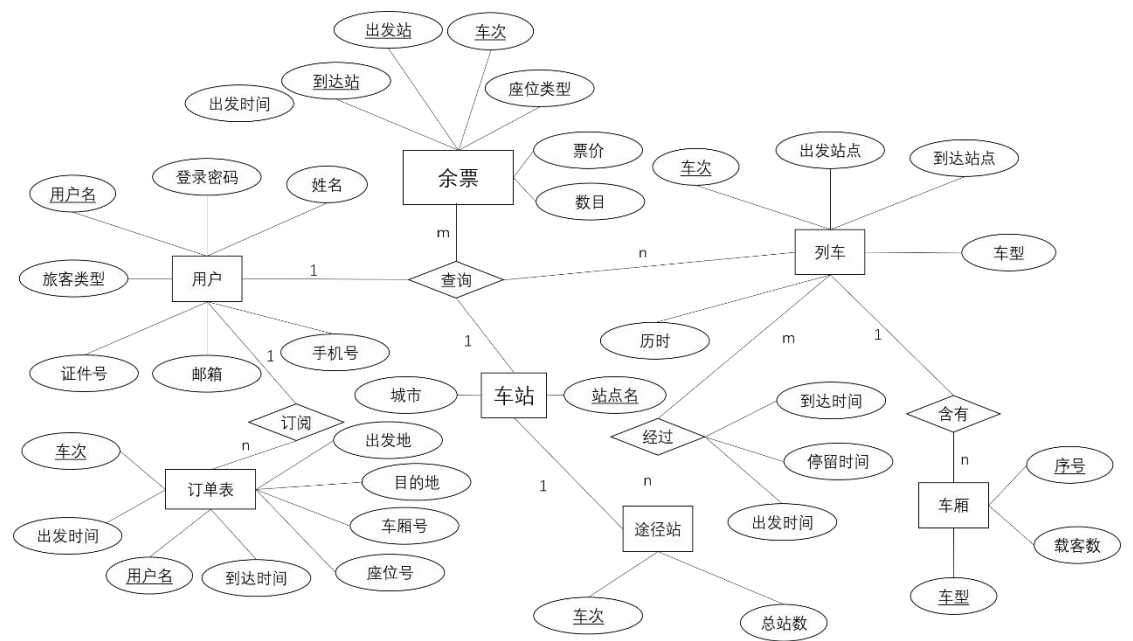 出发站
车次
到达站
座位类型
出发时间
票价
数目
余票
出发站点
到达站点
车次
登录密码
姓名
用户名
m
n
列车
车型
旅客类型
用户
1
查询
1
历时
m
1
手机号
证件号
邮箱
1
城市
车站
站点名
到达时间
订阅
经过
含有
出发地
车次
n
停留时间
n
序号
目的地
订单表
1
n
车厢
出发时间
车厢号
途径站
出发时间
载客数
用户名
到达时间
座位号
车次
总站数
车型